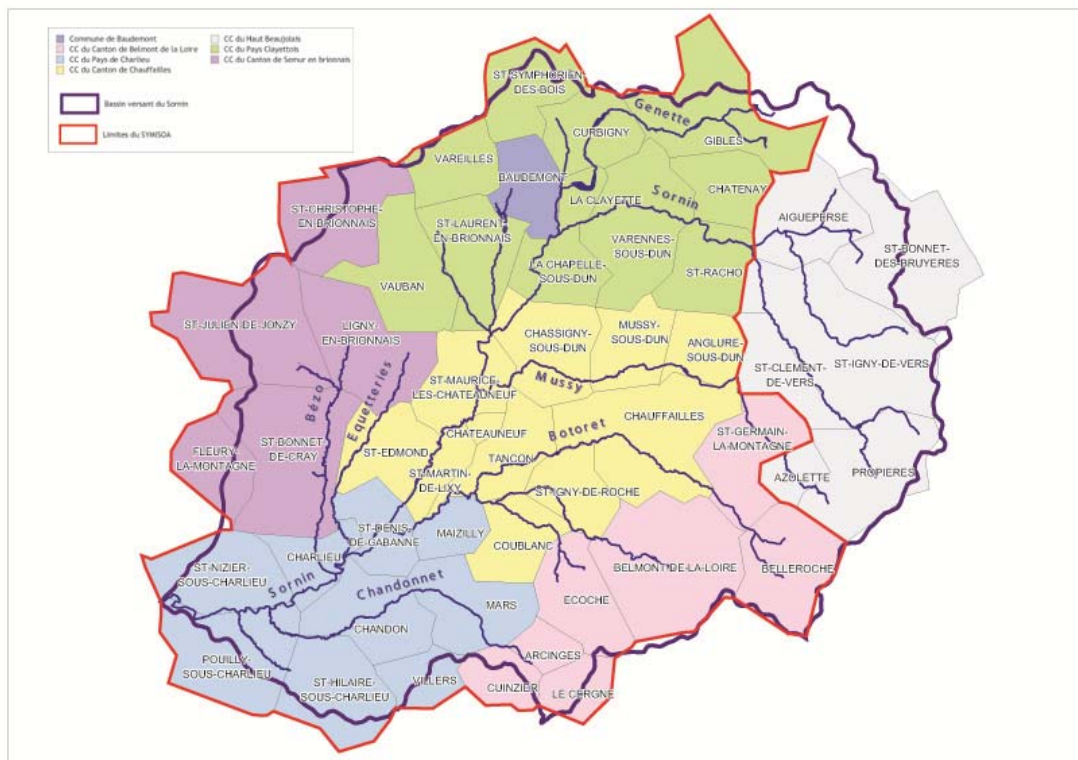 Commune de Baudemont
CC du Canton de Belmont de la Loire
CC du Pays de Charlieu
CC du Canton de Chauffailles
CC du Haut Beaujolais
CC du Pays Clayettois
CC du Canton de Semur en brionnais
Bassin versant du Sornin
Limites du SYMISOA
ST-SYMPHORIEN-
DES-BOIS
Genette
CURBIGNY
GIBLES
VAREILLES
BAUDEMONT
CHATENAY
LA CLAYETTE
Sornin
ST-CHRISTOPHE-
EN-BRIONNAIS
ST-LAURENT-
EN-BRIONNAIS
AIGUEPERSE
VARENNES-
SOUS-DUN
ST-BONNET-
DES-BRUYERES
LA CHAPELLE-
SOUS-DUN
ST-RACHO
VAUBAN
ST-JULIEN-DE-JONZY
LIGNY-
EN-BRIONNAIS
CHASSIGNY-
SOUS-DUN
MUSSY-
SOUS-DUN
ANGLURE-
SOUS-DUN
ST-CLEMENT-
DE-VERS
ST-IGNY-DE-VERS
Bézo
Equetteries
ST-MAURICE-
LES-CHATEAUNEUF
Mussy
CHAUFFAILLES
ST-GERMAIN-
LA-MONTAGNE
CHATEAUNEUF
Botoret
FLEURY-
LA-MONTAGNE
ST-BONNET-
DE-CRAY
ST-EDMOND
TANCON
ST-MARTIN-
DE-LIXY
ST-IGNY-DE-ROCHE
AZOLETTE
PROPIERES
ST-DENIS-
DE-GABANNE
MAIZILLY
COUBLANC
CHARLIEU
ST-NIZIER-
SOUS-CHARLIEU
Sornin
Chandonnet
BELMONT-DE-LA-LOIRE
BELLEROCHE
ECOCHE
MARS
CHANDON
POUILLY-
SOUS-CHARLIEU
ARCINGES
ST-HILAIRE-
SOUS-CHARLIEU
VILLERS
CUINZIER
LE CERGNE